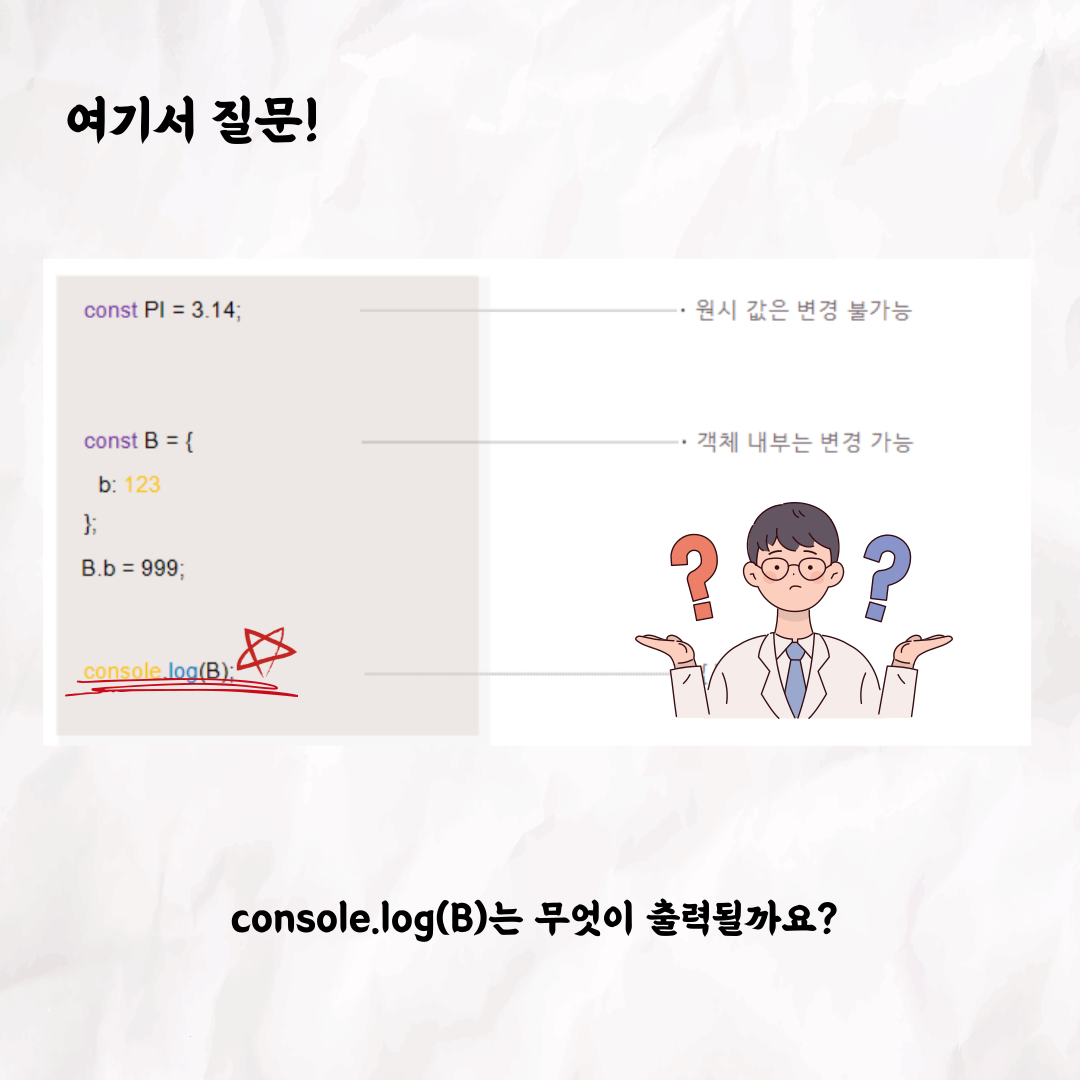 여기서 질문!
const PI = 3.14;
· 원시 값은 변경 불가능
const B = {
· 객체 내부는 변경 가능
b: 123
};
B.b = 999;
console.log(B);
console.log(B)는 무엇이 출력될까요?